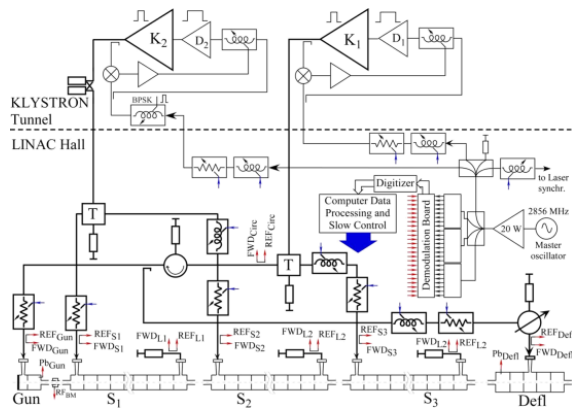 K2
D2
K1
D1
KLYSTRON
Tunnel
BPSK
LINAC Hall
to Laser
synchr.
Digitizer
Computer Data
Processing and
Slow Control
Demodulation Board
20 W
2856 MHz
Master
oscillator
T
FWDCirc
REFCirc
T
REFGun
FWDGun
REFS1
FWDS1
FWDL1
REFL1
REFS2
FWDS2
FWDL2
REFL2
REFS3
FWDS3
FWDL2
REFL2
REFDefl
FWDDefl
PbGun
RFBM
PbDefl
Gun
S1
S2
S3
Defl